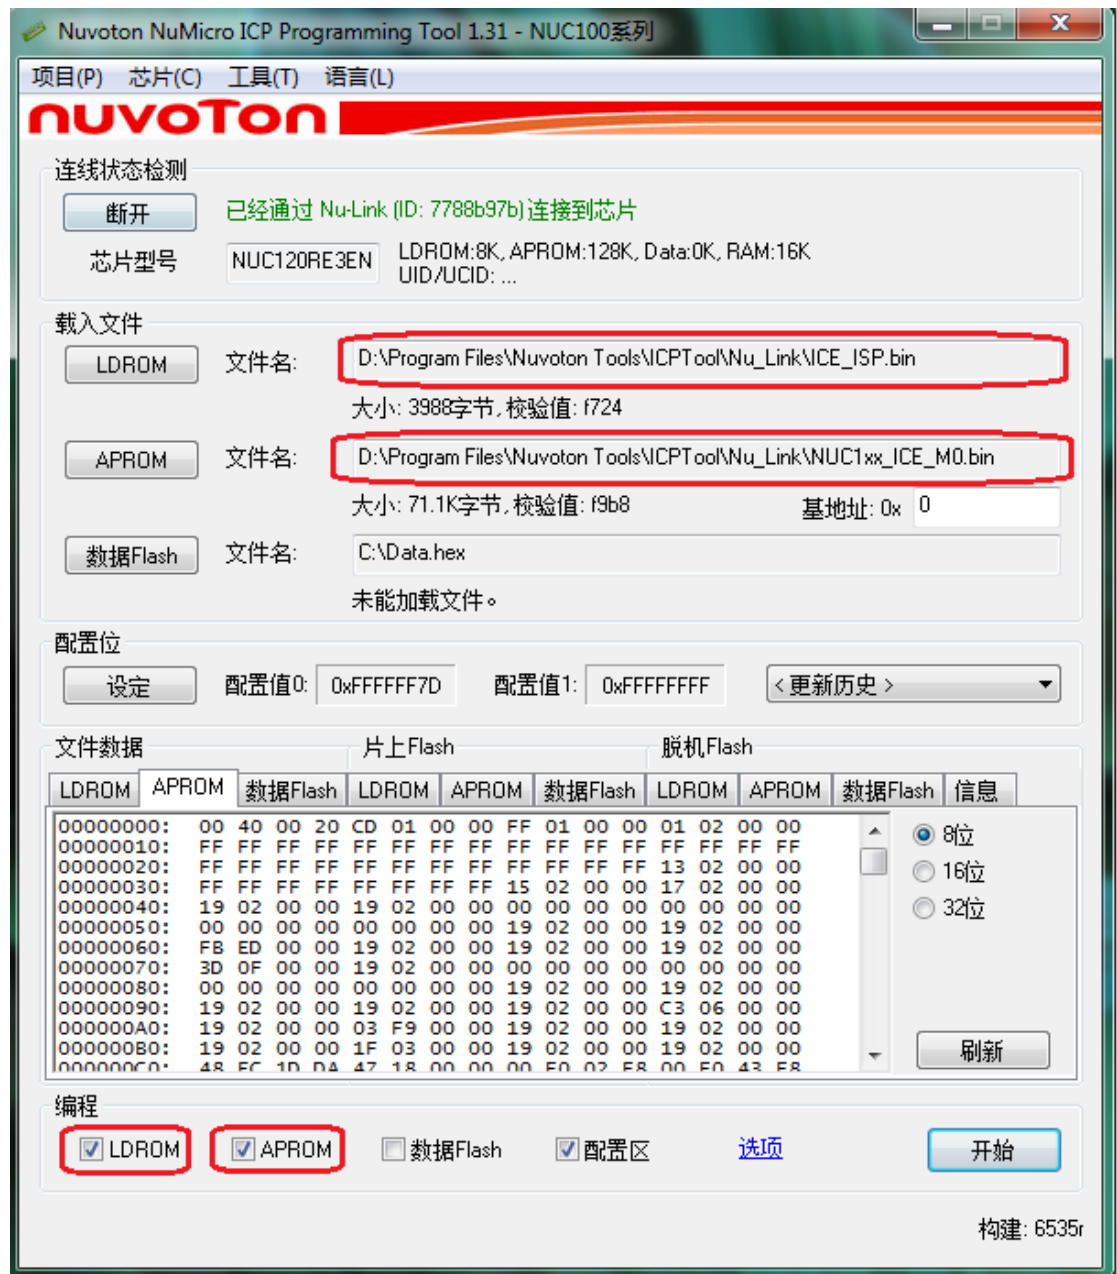 Nuvoton NuMicro ICP Programming Tool 1.31 - NUC100系列
项目(P) 芯片(C) 工具(T) 语言(L)
nuvoTon
连线状态检测
断开 已经通过 Nu-Link (ID: 7788b97b) 连接到芯片
芯片型号 NUC120RE3EN LDROM:8K, APROM:128K, Data:0K, RAM:16K
UID/UCID: ...
载入文件
LDROM 文件名: D:\Program Files\Nuvoton Tools\ICPTool\Nu_Link\ICE_ISP.bin
大小: 3988字节, 校验值: f724
APROM 文件名: D:\Program Files\Nuvoton Tools\ICPTool\Nu_Link\NUC1xx_ICE_M0.bin
大小: 71.1K字节, 校验值: f9b8 基地址: 0x 0
数据Flash 文件名: C:\Data.hex
未能加载文件。
配置位
设定 配置值0: 0xFFFFFF7D 配置值1: 0xFFFFFFFF <更新历史>
文件数据 片上Flash 脱机Flash
LDROM APROM 数据Flash LDROM APROM 数据Flash LDROM APROM 数据Flash 信息
00000000: 00 40 00 20 CD 01 00 00 FF 01 00 00 01 02 00 00
00000010: FF FF FF FF FF FF FF FF FF FF FF FF FF FF FF FF
00000020: FF FF FF FF FF FF FF FF FF FF FF FF 13 02 00 00
00000030: FF FF FF FF FF FF FF FF 15 02 00 00 17 02 00 00
00000040: 19 02 00 00 19 02 00 00 00 00 00 00 00 00 00 00
00000050: 00 00 00 00 00 00 00 00 19 02 00 00 19 02 00 00
00000060: FB ED 00 00 19 02 00 00 19 02 00 00 19 02 00 00
00000070: 3D 0F 00 00 19 02 00 00 00 00 00 00 00 00 00 00
00000080: 00 00 00 00 00 00 00 00 19 02 00 00 19 02 00 00
00000090: 19 02 00 00 19 02 00 00 19 02 00 00 C3 06 00 00
000000A0: 19 02 00 00 03 F9 00 00 19 02 00 00 19 02 00 00
000000B0: 19 02 00 00 1F 03 00 00 19 02 00 00 19 02 00 00
000000C0: 48 EC 1D DA 47 18 00 00 00 F0 02 F8 00 F0 43 F8
8位
16位
32位
刷新
编程
LDROM APROM 数据Flash 配置区 选项 开始
构建: 6535r